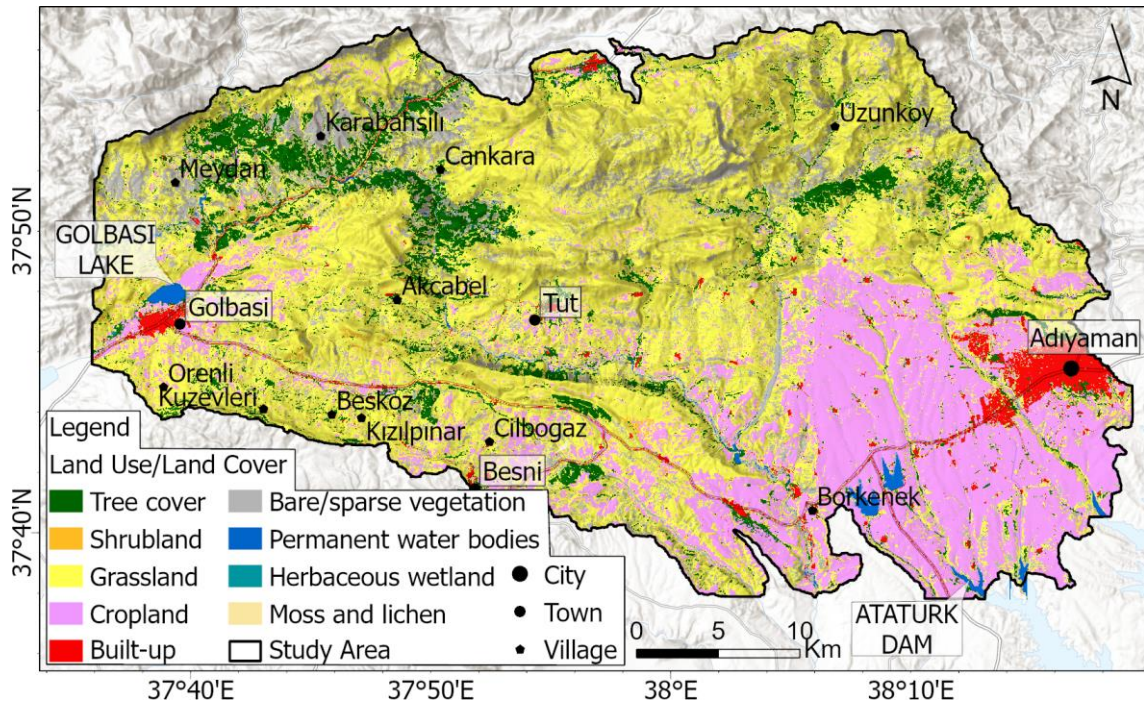 N
Uzunkoy
Karabahsılı
Cankara
Meydan
37°50'N
GOLBASI
LAKE
Akcabel
Golbasi
Tut
Adıyaman
Orenli
Kuzevleri
Beskoz
Kızılpınar
Cilbogaz
Besni
Borkenek
37°40'N
ATATURK
DAM
Legend
Land Use/Land Cover
Tree cover
Shrubland
Grassland
Cropland
Built-up
Bare/sparse vegetation
Permanent water bodies
Herbaceous wetland
Moss and lichen
Study Area
City
Town
Village
0 5 10
Km
37°40'E 37°50'E 38°E 38°10'E